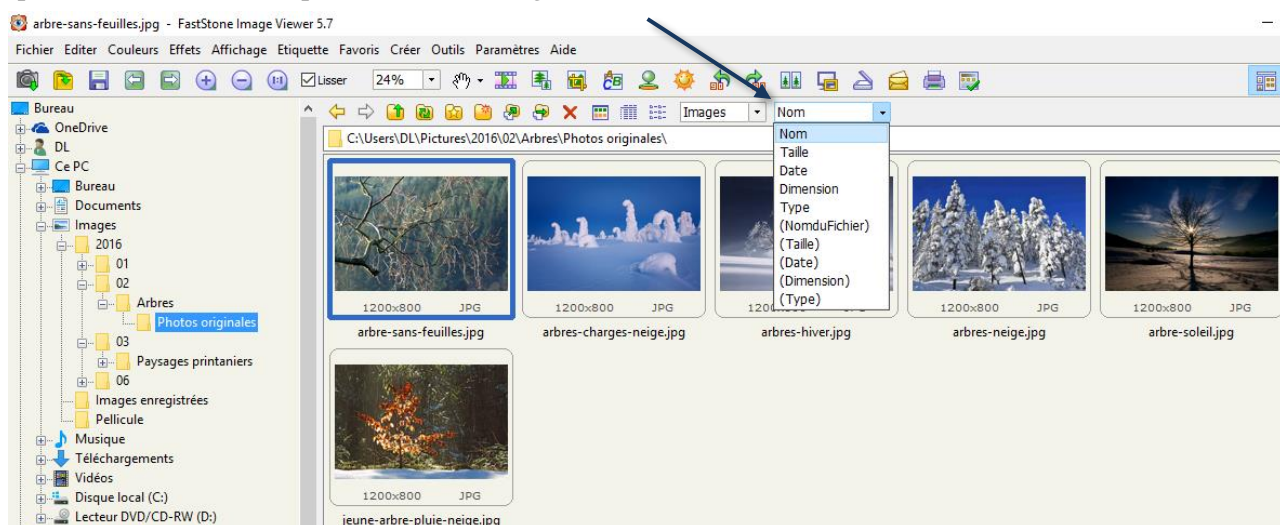 arbre-sans-feuilles.jpg - FastStone Image Viewer 5.7
Fichier Editer Couleurs Effets Affichage Etiquette Favoris Créer Outils Paramètres Aide
Lisser 24%
Images Nom
C:\Users\DL\Pictures\2016\02\Arbres\Photos originales\
Bureau
OneDrive
DL
Ce PC
Bureau
Documents
Images
2016
01
02
Arbres
Photos originales
03
Paysages printaniers
06
Images enregistrées
Pellicule
Musique
Téléchargements
Vidéos
Disque local (C:)
Lecteur DVD/CD-RW (D:)
Nom
Taille
Date
Dimension
Type
(NomduFichier)
(Taille)
(Date)
(Dimension)
(Type)
1200x800 JPG
arbre-sans-feuilles.jpg
1200x800 JPG
arbres-charges-neige.jpg
JPG
arbres-hiver.jpg
1200x800 JPG
arbres-neige.jpg
1200x800 JPG
arbre-soleil.jpg
1200x800 JPG
jeune-arbre-pluie-neige.jpg